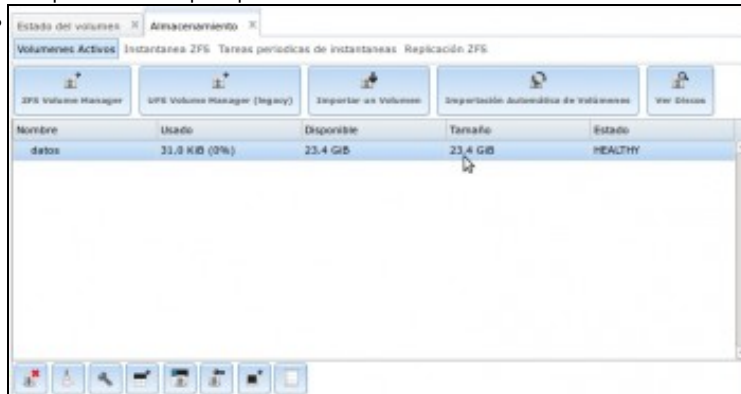 Estado del volumen Almacenamiento
Volumenes Activos Instantanea ZFS Tareas periodicas de instantaneas Replicación ZFS
ZFS Volume Manager UFS Volume Manager (legacy) Importar un Volumen Importación Automática de Volúmenes Ver Discos
Nombre Usado Disponible Tamaño Estado
datos 31.0 KiB (0%) 23.4 GiB 23.4 GiB HEALTHY